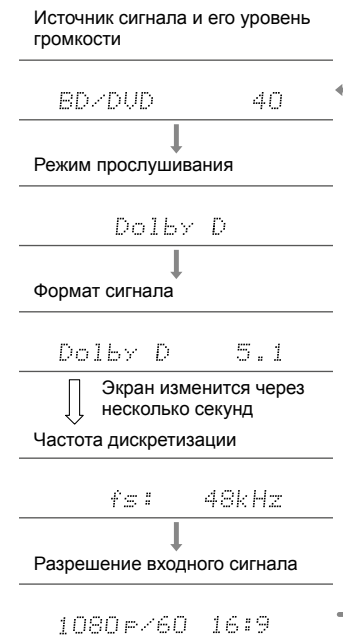 Источник сигнала и его уровень
громкости
BD/DVD 40
Режим прослушивания
Dolby D
Формат сигнала
Dolby D 5.1
Экран изменится через
несколько секунд
Частота дискретизации
fs: 48kHz
Разрешение входного сигнала
1080p/60 16:9